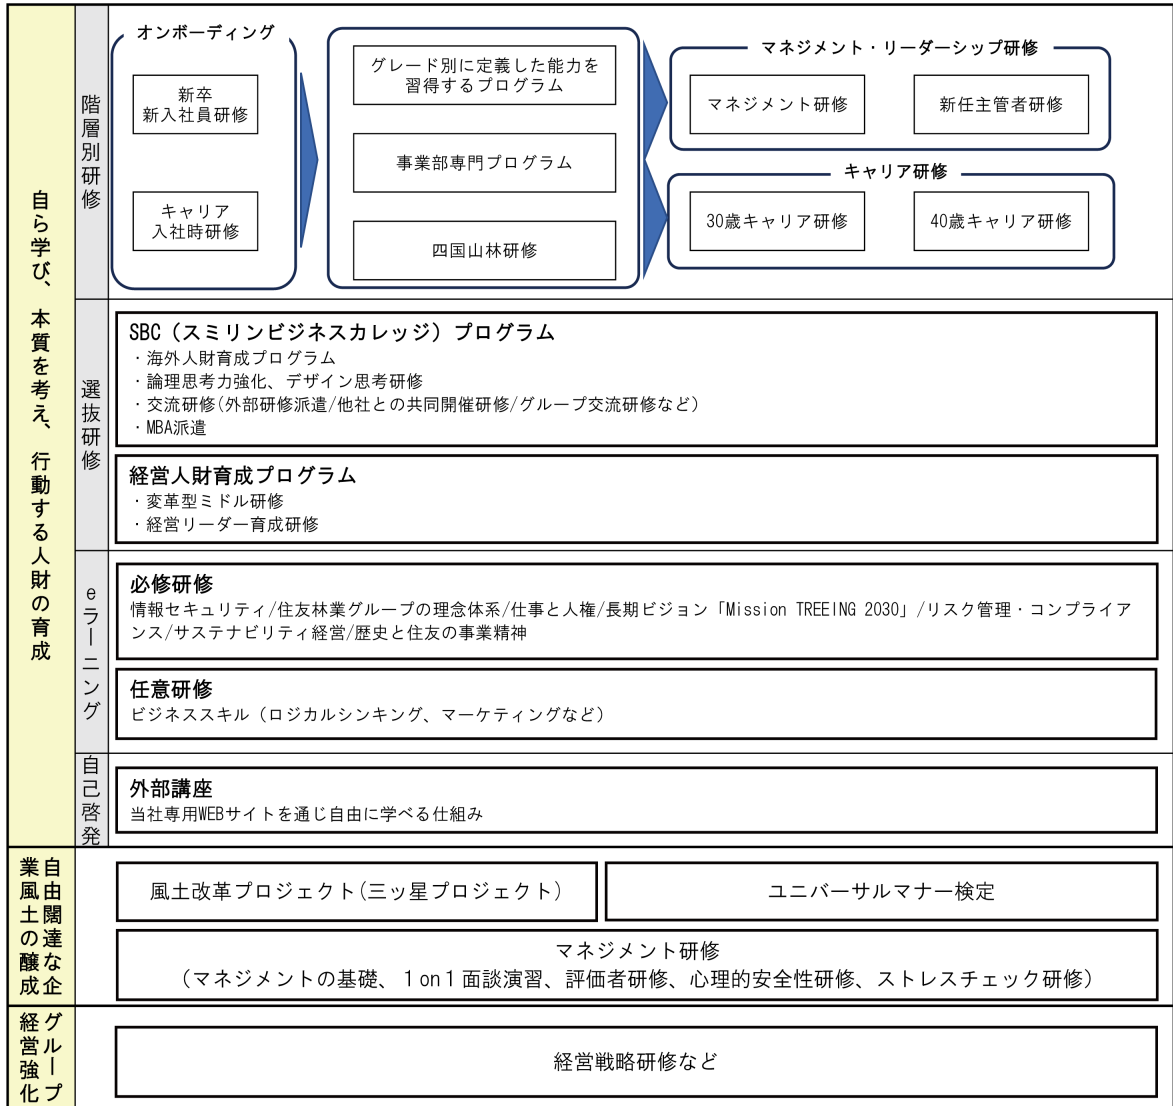 自ら学び、本質を考え、行動する人財の育成
階層別研修
オンボーディング
新卒
新入社員研修
キャリア
入社時研修
グレード別に定義した能力を
習得するプログラム
事業部専門プログラム
四国山林研修
マネジメント・リーダーシップ研修
マネジメント研修
新任主管者研修
キャリア研修
30歳キャリア研修
40歳キャリア研修
選抜研修
SBC（スミリンビジネスカレッジ）プログラム
・海外人財育成プログラム
・論理思考力強化、デザイン思考研修
・交流研修(外部研修派遣/他社との共同開催研修/グループ交流研修など)
・MBA派遣
経営人財育成プログラム
・変革型ミドル研修
・経営リーダー育成研修
eラーニング
必修研修
情報セキュリティ/住友林業グループの理念体系/仕事と人権/長期ビジョン「Mission TREEING 2030」/リスク管理・コンプライア
ンス/サステナビリティ経営/歴史と住友の事業精神
任意研修
ビジネススキル（ロジカルシンキング、マーケティングなど）
自己啓発
外部講座
当社専用WEBサイトを通じ自由に学べる仕組み
自由闊達な企
業風土の醸成
風土改革プロジェクト(三ッ星プロジェクト)
ユニバーサルマナー検定
マネジメント研修
（マネジメントの基礎、１on１面談演習、評価者研修、心理的安全性研修、ストレスチェック研修）
グループ
経営強化
経営戦略研修など